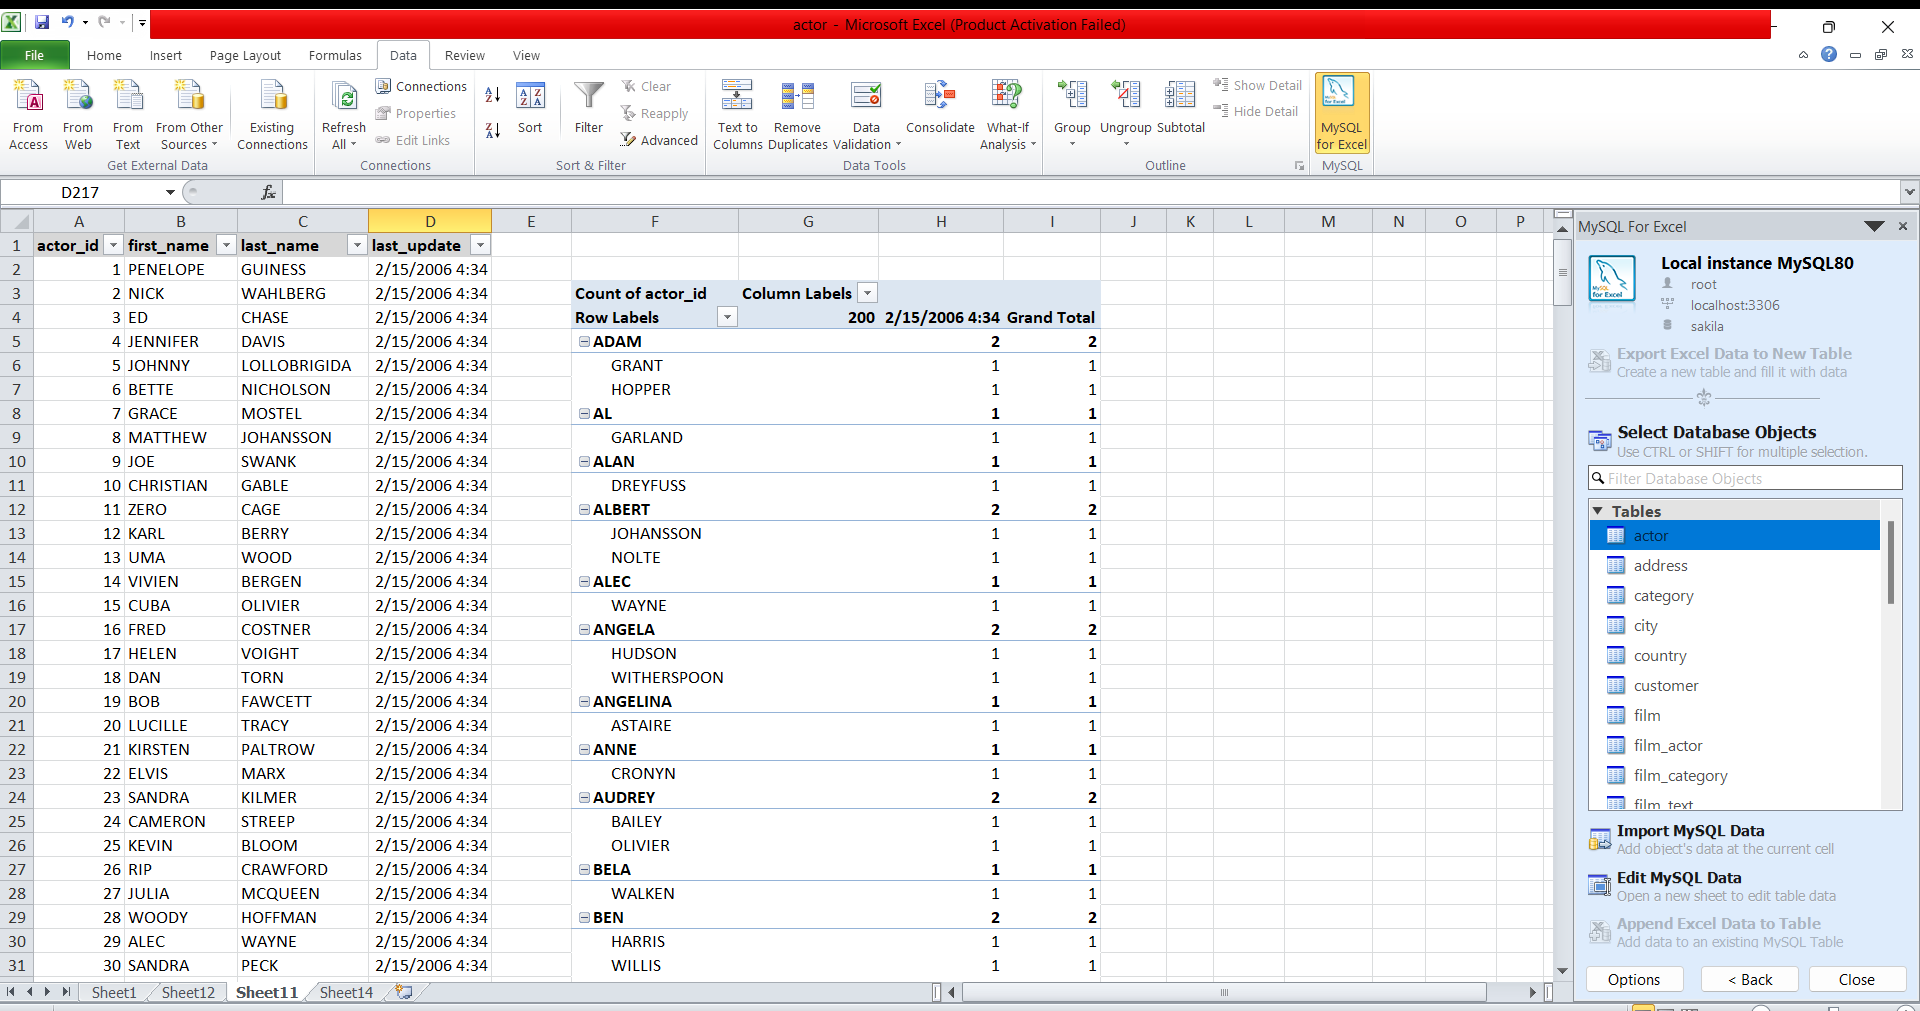 actor - Microsoft Excel (Product Activation Failed)
File Home Insert Page Layout Formulas Data Review View
From Access
From Web
From Text
From Other Sources
Existing Connections
Get External Data
Refresh All
Connections
Properties
Edit Links
Connections
Sort
Filter
Clear
Reapply
Advanced
Sort & Filter
Text to Columns
Remove Duplicates
Data Validation
Consolidate
What-If Analysis
Data Tools
Group
Ungroup
Subtotal
Show Detail
Hide Detail
Outline
MySQL for Excel
MySQL
D217 fx
A B C D E F G H I J K L M N O P
1 actor_id first_name last_name last_update
2 1 PENELOPE GUINESS 2/15/2006 4:34
3 2 NICK WAHLBERG 2/15/2006 4:34 Count of actor_id Column Labels
4 3 ED CHASE 2/15/2006 4:34 Row Labels 200 2/15/2006 4:34 Grand Total
5 4 JENNIFER DAVIS 2/15/2006 4:34 ADAM 2 2
6 5 JOHNNY LOLLOBRIGIDA 2/15/2006 4:34 GRANT 1 1
7 6 BETTE NICHOLSON 2/15/2006 4:34 HOPPER 1 1
8 7 GRACE MOSTEL 2/15/2006 4:34 AL 1 1
9 8 MATTHEW JOHANSSON 2/15/2006 4:34 GARLAND 1 1
10 9 JOE SWANK 2/15/2006 4:34 ALAN 1 1
11 10 CHRISTIAN GABLE 2/15/2006 4:34 DREYFUSS 1 1
12 11 ZERO CAGE 2/15/2006 4:34 ALBERT 2 2
13 12 KARL BERRY 2/15/2006 4:34 JOHANSSON 1 1
14 13 UMA WOOD 2/15/2006 4:34 NOLTE 1 1
15 14 VIVIEN BERGEN 2/15/2006 4:34 ALEC 1 1
16 15 CUBA OLIVIER 2/15/2006 4:34 WAYNE 1 1
17 16 FRED COSTNER 2/15/2006 4:34 ANGELA 2 2
18 17 HELEN VOIGHT 2/15/2006 4:34 HUDSON 1 1
19 18 DAN TORN 2/15/2006 4:34 WITHERSPOON 1 1
20 19 BOB FAWCETT 2/15/2006 4:34 ANGELINA 1 1
21 20 LUCILLE TRACY 2/15/2006 4:34 ASTAIRE 1 1
22 21 KIRSTEN PALTROW 2/15/2006 4:34 ANNE 1 1
23 22 ELVIS MARX 2/15/2006 4:34 CRONYN 1 1
24 23 SANDRA KILMER 2/15/2006 4:34 AUDREY 2 2
25 24 CAMERON STREEP 2/15/2006 4:34 BAILEY 1 1
26 25 KEVIN BLOOM 2/15/2006 4:34 OLIVIER 1 1
27 26 RIP CRAWFORD 2/15/2006 4:34 BELA 1 1
28 27 JULIA MCQUEEN 2/15/2006 4:34 WALKEN 1 1
29 28 WOODY HOFFMAN 2/15/2006 4:34 BEN 2 2
30 29 ALEC WAYNE 2/15/2006 4:34 HARRIS 1 1
31 30 SANDRA PECK 2/15/2006 4:34 WILLIS 1 1
Sheet1 Sheet12 Sheet11 Sheet14
MySQL For Excel
MySQL for Excel
Local instance MySQL80
root
localhost:3306
sakila
Export Excel Data to New Table
Create a new table and fill it with data
Select Database Objects
Use CTRL or SHIFT for multiple selection.
Filter Database Objects
Tables
actor
address
category
city
country
customer
film
film_actor
film_category
film_text
Import MySQL Data
Add object's data at the current cell
Edit MySQL Data
Open a new sheet to edit table data
Append Excel Data to Table
Add data to an existing MySQL Table
Options < Back Close